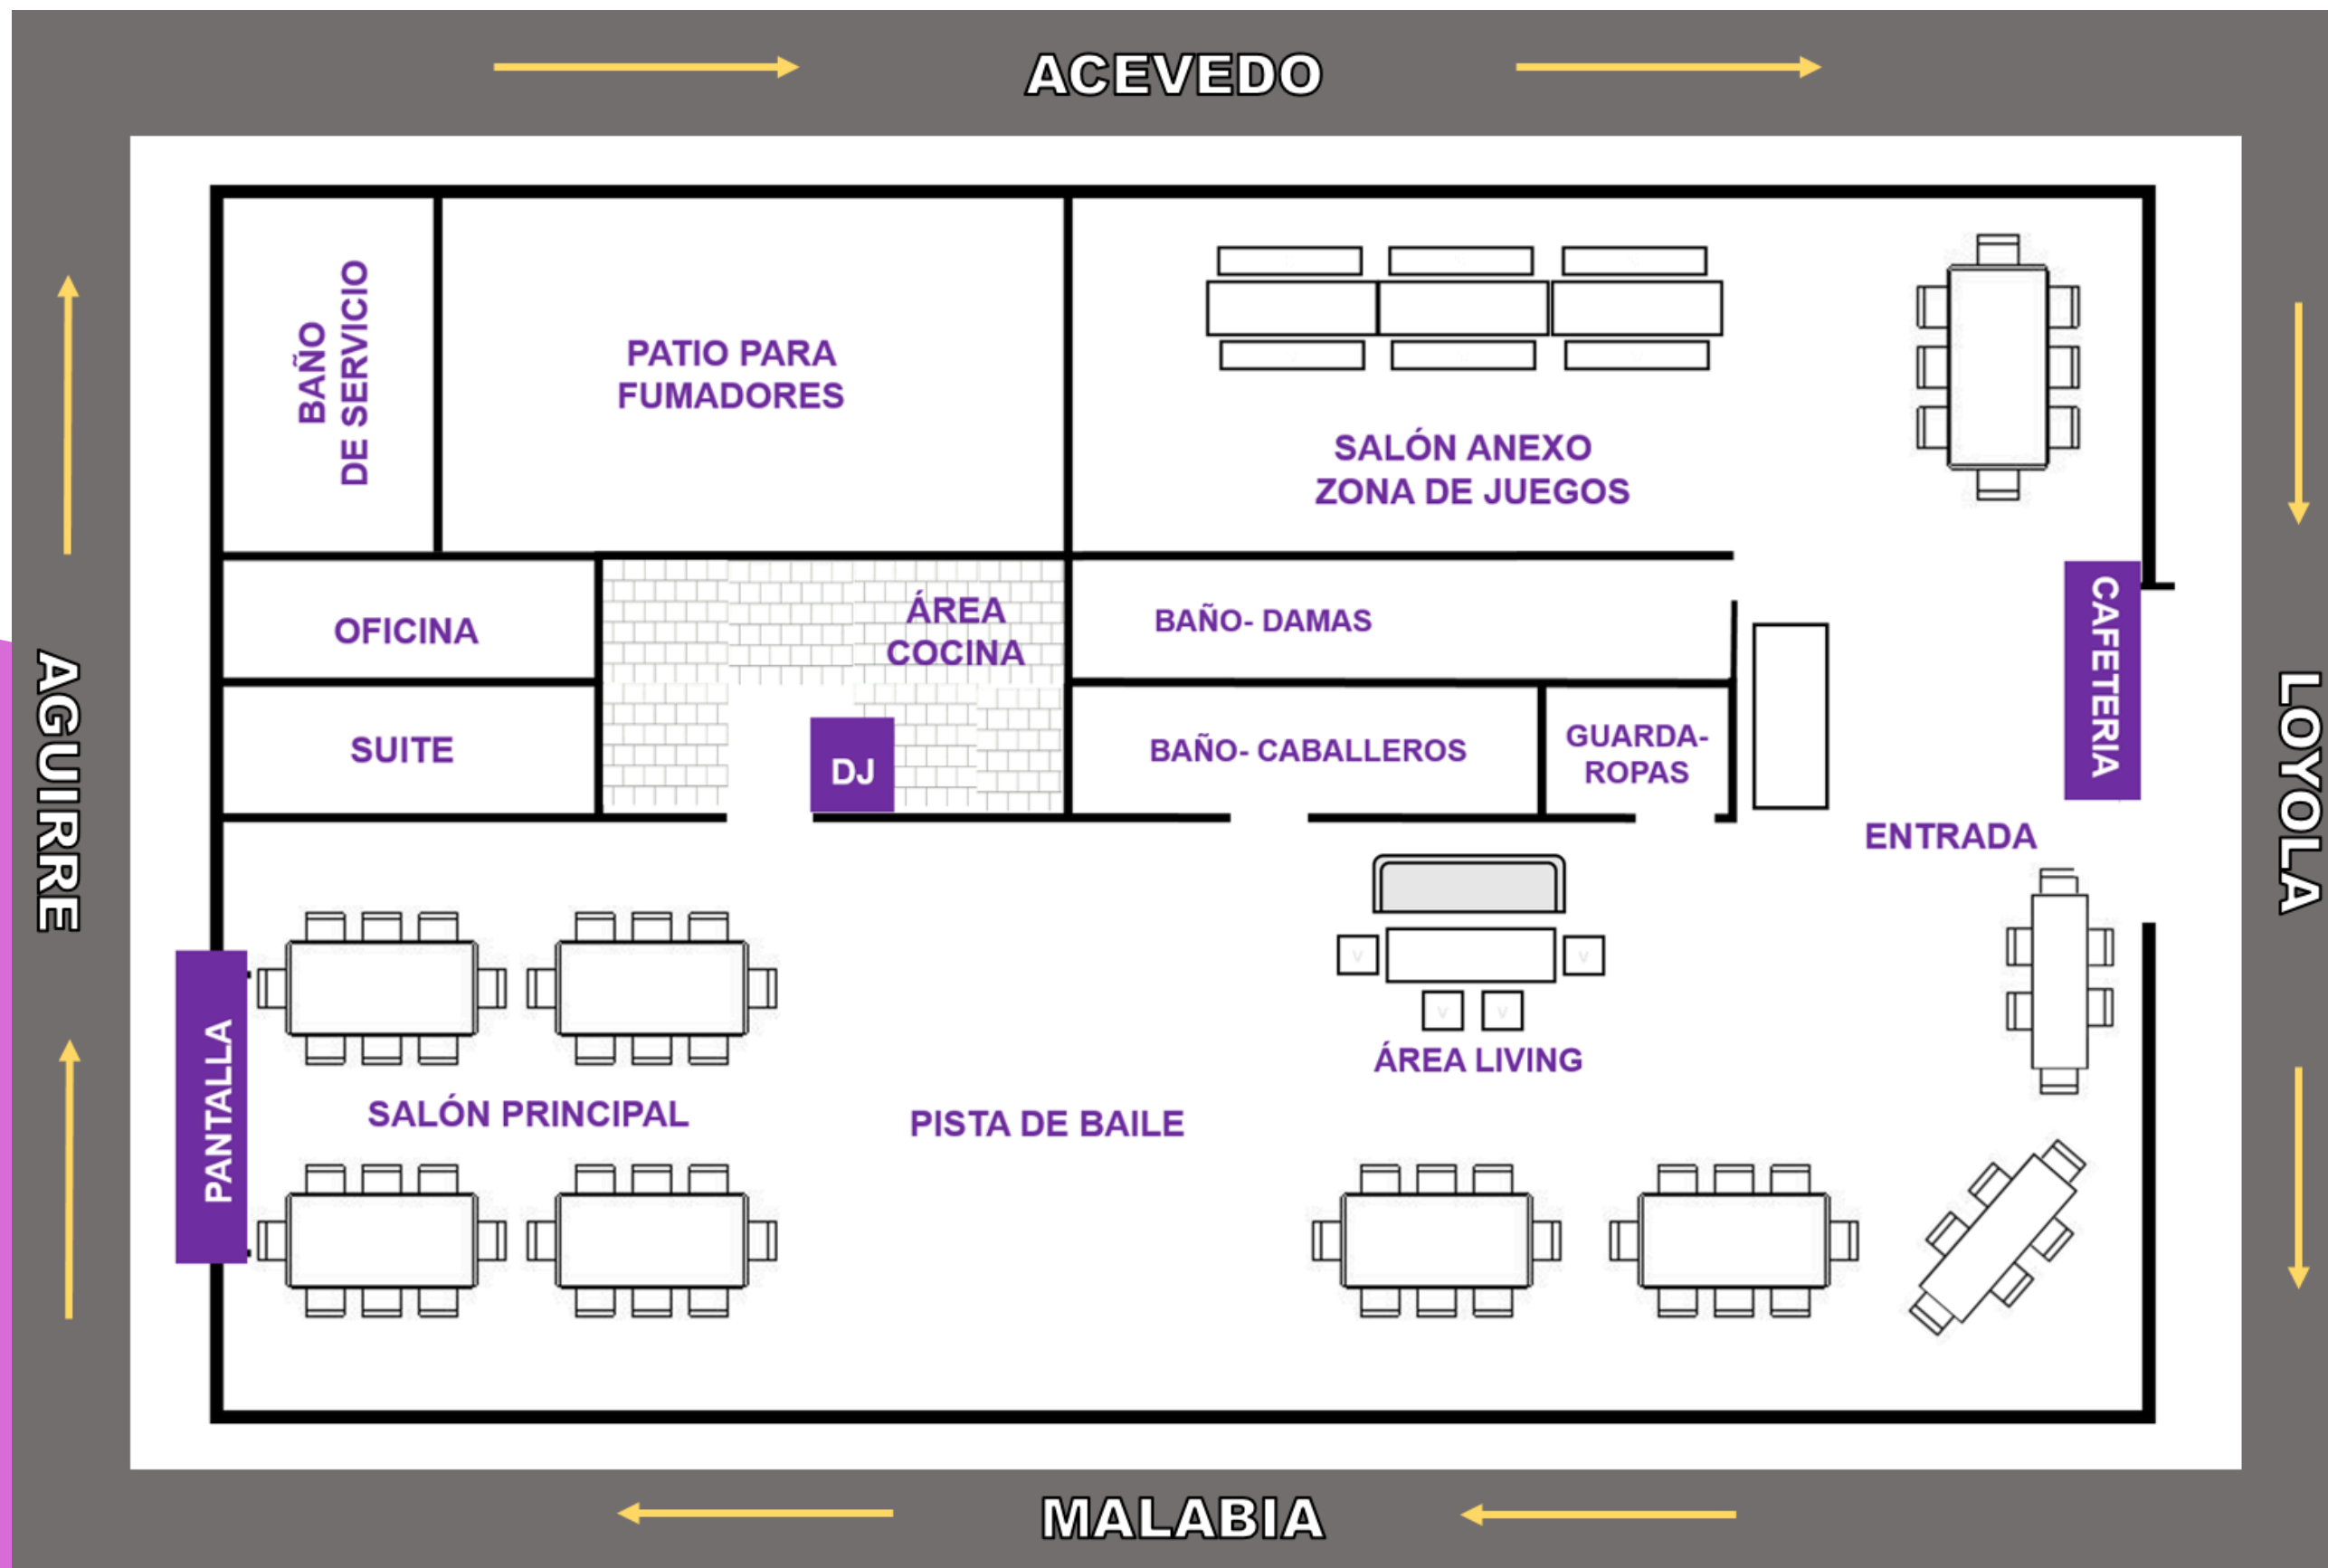 ACEVEDO
BAÑO
DE SERVICIO
PATIO PARA
FUMADORES
SALÓN ANEXO
ZONA DE JUEGOS
OFICINA
ÁREA
COCINA
BAÑO- DAMAS
CAFETERIA
AGUIRRE
LOYOLA
SUITE
DJ
BAÑO- CABALLEROS
GUARDA-
ROPAS
ENTRADA
V
V
V
V
ÁREA LIVING
PANTALLA
SALÓN PRINCIPAL
PISTA DE BAILE
MALABIA